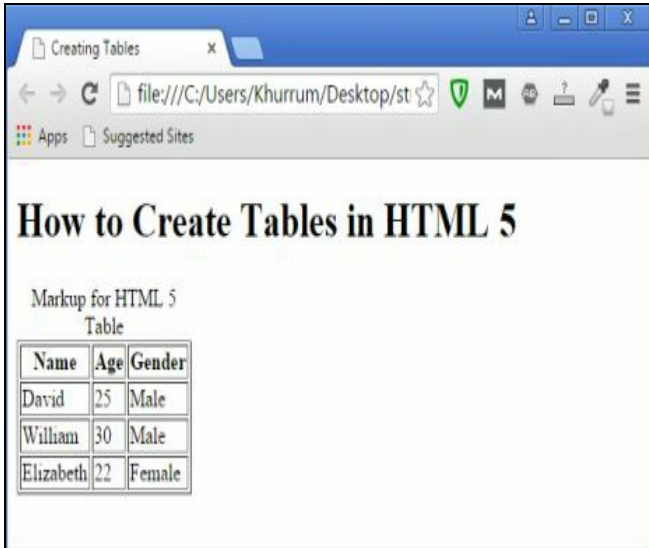 Creating Tables
file:///C:/Users/Khurrum/Desktop/st
Apps Suggested Sites
How to Create Tables in HTML 5
Markup for HTML 5
Table
Name Age Gender
David 25 Male
William 30 Male
Elizabeth 22 Female